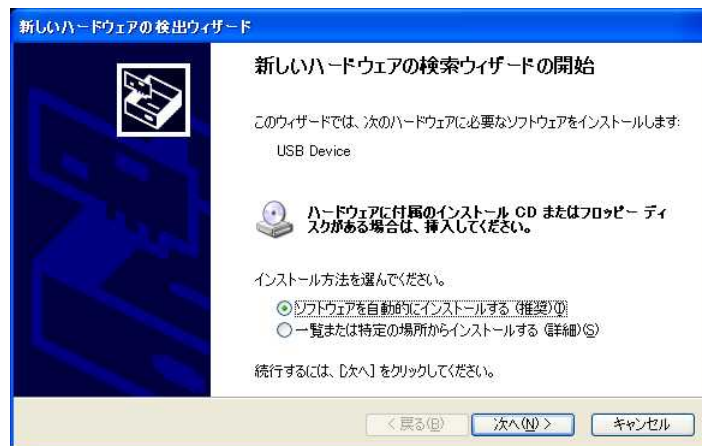 新しいハードウェアの検出ウィザード
新しいハードウェアの検索ウィザードの開始
このウィザードでは、次のハードウェアに必要なソフトウェアをインストールします:
USB Device
ハードウェアに付属のインストール CD またはフロッピー ディ
スクがある場合は、挿入してください。
インストール方法を選んでください。
ソフトウェアを自動的にインストールする (推奨)(I)
一覧または特定の場所からインストールする (詳細)(S)
続行するには、[次へ] をクリックしてください。
< 戻る(B) 次へ(N) > キャンセル